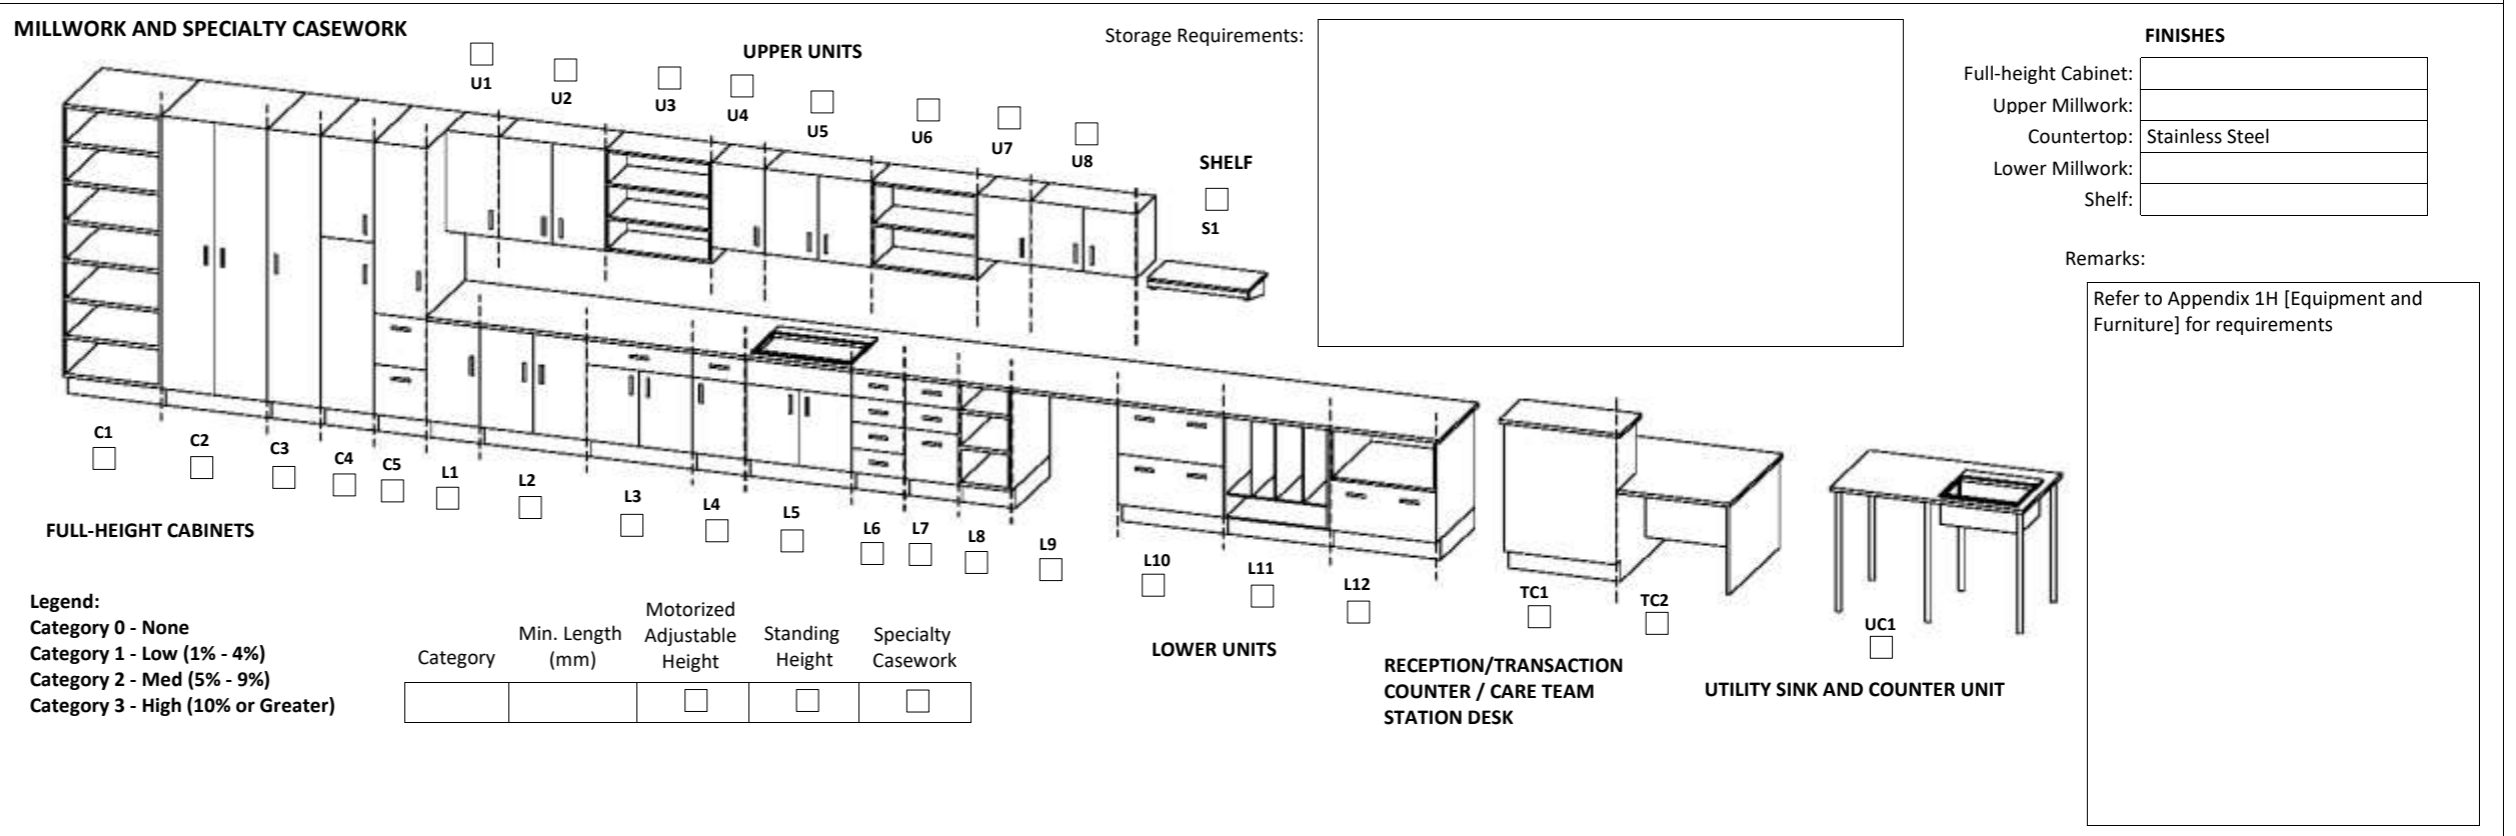 MILLWORK AND SPECIALTY CASEWORK
UPPER UNITS
U1
U2
U3
U4
U5
U6
U7
U8
SHELF
S1
Storage Requirements:
FINISHES
Full-height Cabinet:
Upper Millwork:
Countertop: Stainless Steel
Lower Millwork:
Shelf:
Remarks:
Refer to Appendix 1H [Equipment and
Furniture] for requirements
C1
C2
C3
C4
C5
L1
L2
L3
L4
L5
L6
L7
L8
L9
L10
L11
L12
TC1
TC2
UC1
FULL-HEIGHT CABINETS
LOWER UNITS
RECEPTION/TRANSACTION
COUNTER / CARE TEAM
STATION DESK
UTILITY SINK AND COUNTER UNIT
Legend:
Category 0 - None
Category 1 - Low (1% - 4%)
Category 2 - Med (5% - 9%)
Category 3 - High (10% or Greater)
Category
Min. Length
(mm)
Motorized
Adjustable
Height
Standing
Height
Specialty
Casework